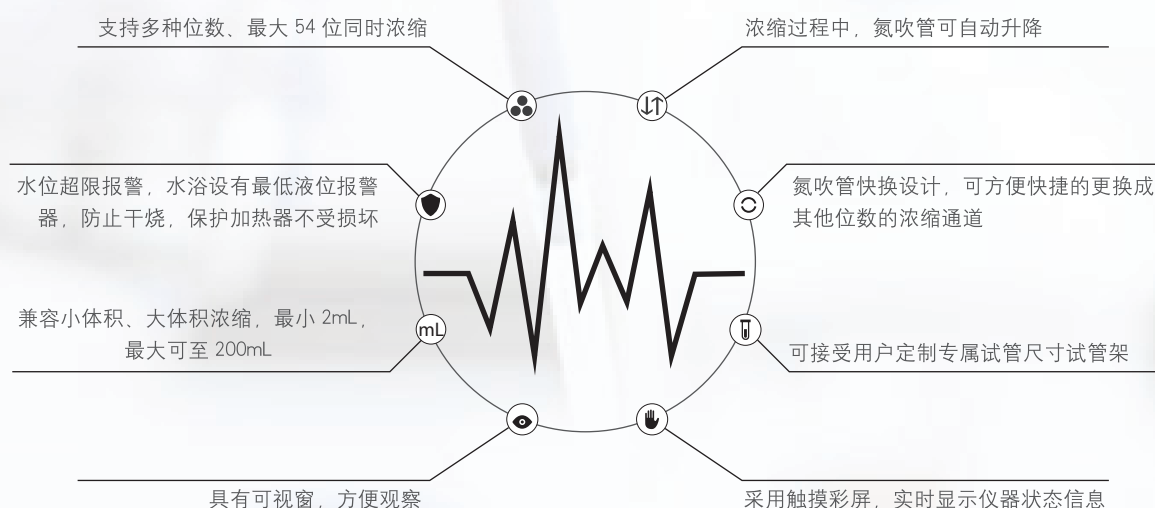 支持多种位数、最大 54 位同时浓缩
浓缩过程中，氮吹管可自动升降
水位超限报警，水浴设有最低液位报警
器，防止干烧，保护加热器不受损坏
氮吹管快换设计，可方便快捷的更换成
其他位数的浓缩通道
兼容小体积、大体积浓缩，最小 2mL，
最大可至 200mL
mL
可接受用户定制专属试管尺寸试管架
具有可视窗，方便观察
采用触摸彩屏，实时显示仪器状态信息